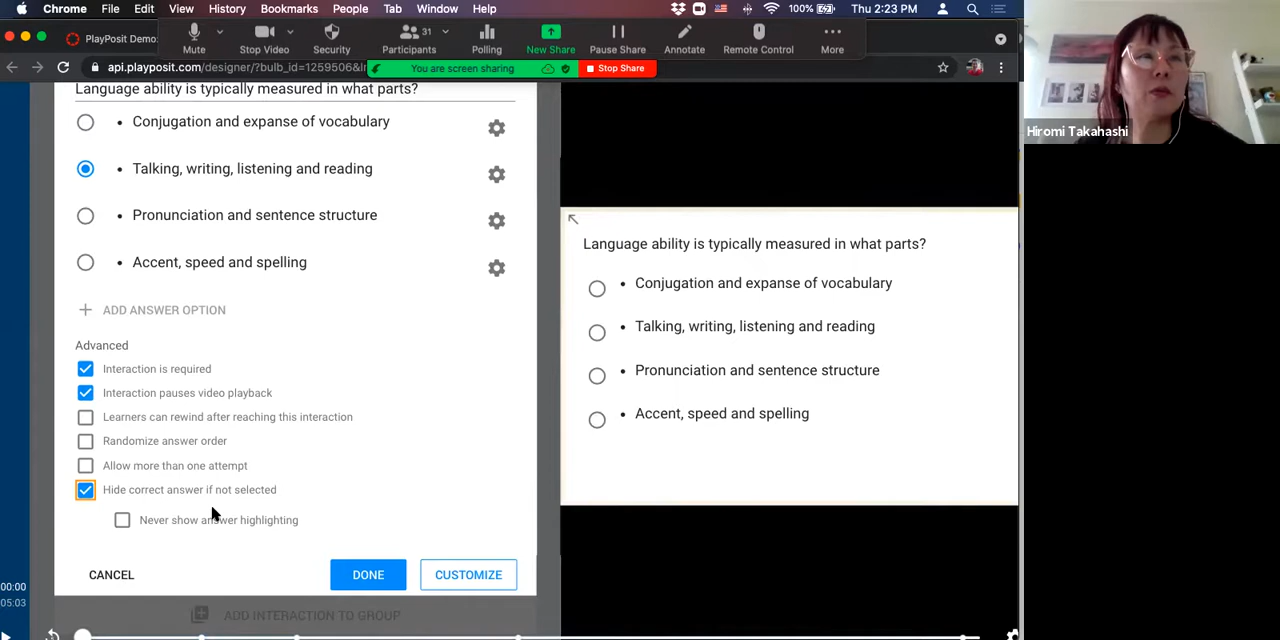 Chrome File Edit View History Bookmarks People Tab Window Help 100% Thu 2:23 PM
PlayPosit Demo:
Mute Stop Video Security Participants 31 Polling New Share Pause Share Annotate Remote Control More
api.playposit.com/designer/?bulb_id=1259506&
You are screen sharing Stop Share
Hiromi Takahashi
Language ability is typically measured in what parts?
• Conjugation and expanse of vocabulary
• Talking, writing, listening and reading
• Pronunciation and sentence structure
• Accent, speed and spelling
ADD ANSWER OPTION
Advanced
Interaction is required
Interaction pauses video playback
Learners can rewind after reaching this interaction
Randomize answer order
Allow more than one attempt
Hide correct answer if not selected
Never show answer highlighting
CANCEL DONE CUSTOMIZE
ADD INTERACTION TO GROUP
00:00
05:03
Language ability is typically measured in what parts?
• Conjugation and expanse of vocabulary
• Talking, writing, listening and reading
• Pronunciation and sentence structure
• Accent, speed and spelling